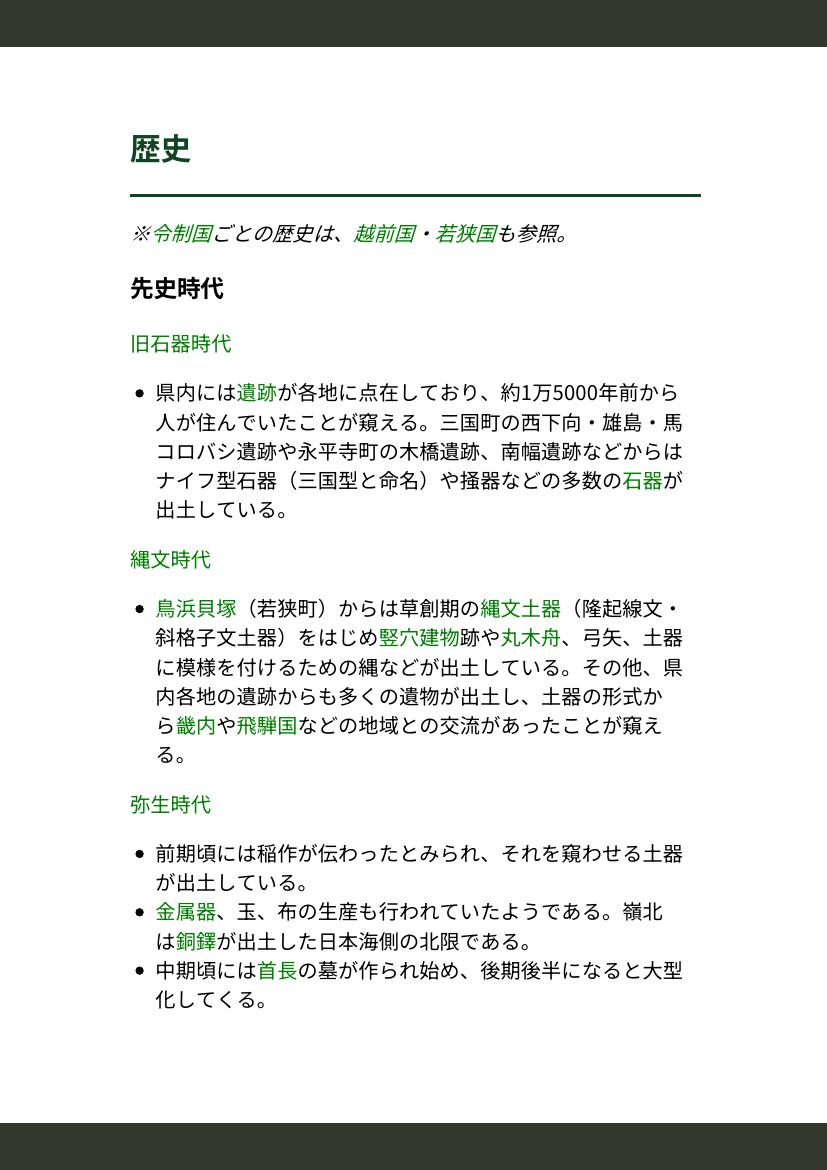 歴史
※令制国ごとの歴史は、越前国・若狭国も参照。
先史時代
旧石器時代
● 県内には遺跡が各地に点在しており、約1万5000年前から
人が住んでいたことが窺える。三国町の西下向・雄島・馬
コロバシ遺跡や永平寺町の木橋遺跡、南幅遺跡などからは
ナイフ型石器（三国型と命名）や掻器などの多数の石器が
出土している。
縄文時代
● 鳥浜貝塚（若狭町）からは草創期の縄文土器（隆起線文・
斜格子文土器）をはじめ竪穴建物跡や丸木舟、弓矢、土器
に模様を付けるための縄などが出土している。その他、県
内各地の遺跡からも多くの遺物が出土し、土器の形式か
ら畿内や飛騨国などの地域との交流があったことが窺え
る。
弥生時代
● 前期頃には稲作が伝わったとみられ、それを窺わせる土器
が出土している。
● 金属器、玉、布の生産も行われていたようである。嶺北
は銅鐸が出土した日本海側の北限である。
● 中期頃には首長の墓が作られ始め、後期後半になると大型
化してくる。